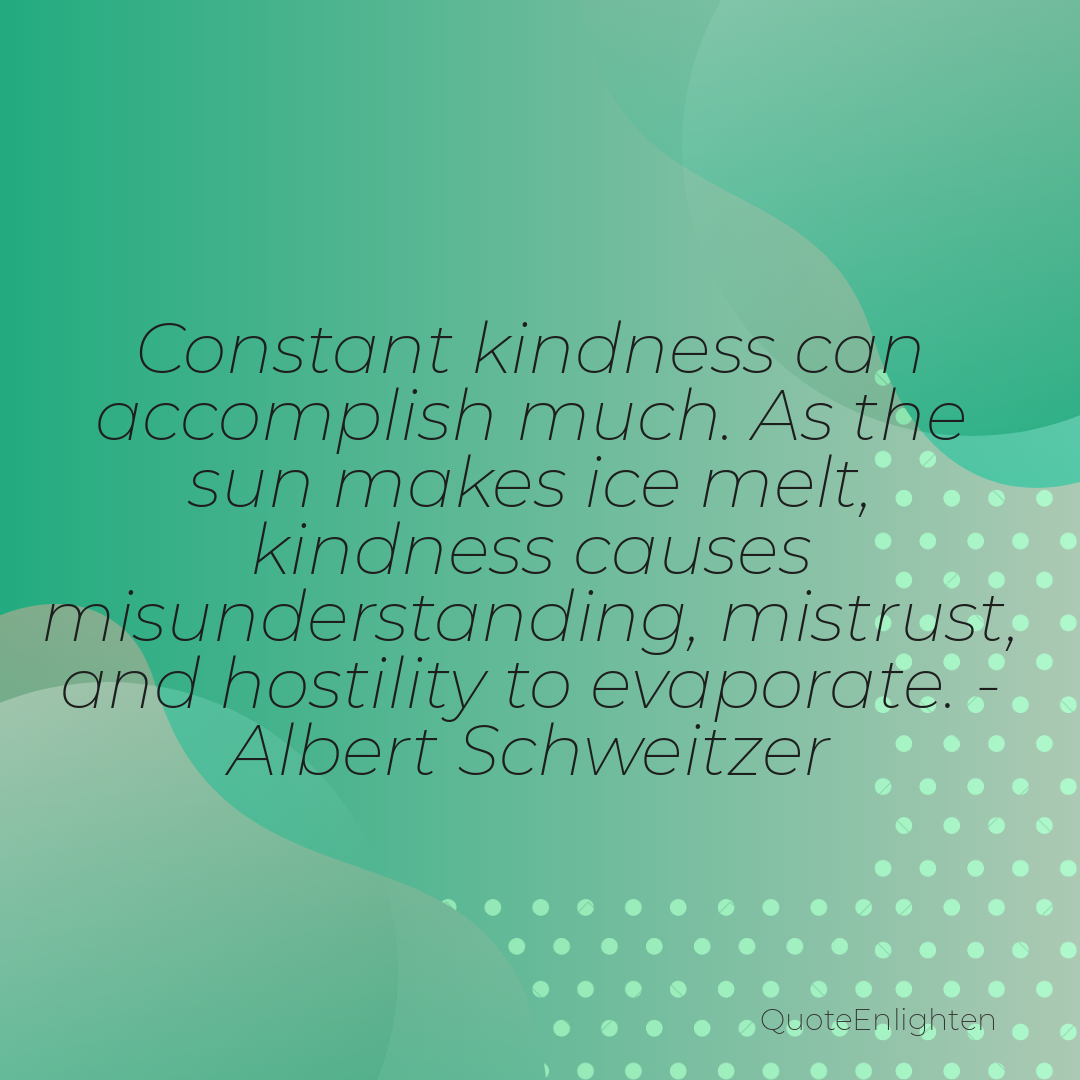 Constant kindness can
accomplish much. As the
sun makes ice melt,
kindness causes
misunderstanding, mistrust,
and hostility to evaporate. -
Albert Schweitzer
QuoteEnlighten